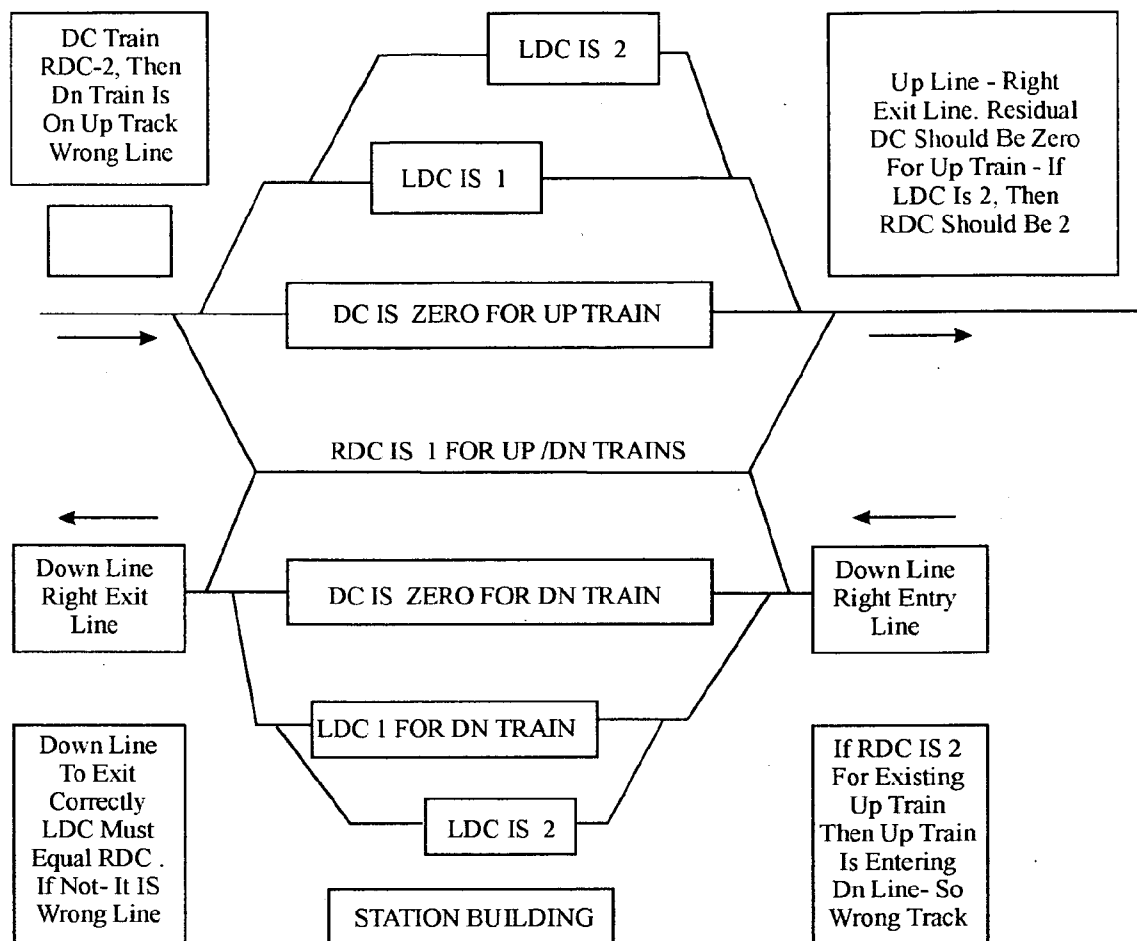 DC Train
RDC-2, Then
Dn Train Is
On Up Track
Wrong Line
LDC IS 2
LDC IS 1
Up Line - Right
Exit Line. Residual
DC Should Be Zero
For Up Train - If
LDC Is 2, Then
RDC Should Be 2
DC IS ZERO FOR UP TRAIN
RDC IS 1 FOR UP /DN TRAINS
Down Line
Right Exit
Line
DC IS ZERO FOR DN TRAIN
Down Line
Right Entry
Line
LDC 1 FOR DN TRAIN
LDC IS 2
Down Line
To Exit
Correctly
LDC Must
Equal RDC .
If Not- It IS
Wrong Line
If RDC IS 2
For Existing
Up Train
Then Up Train
Is Entering
Dn Line- So
Wrong Track
STATION BUILDING